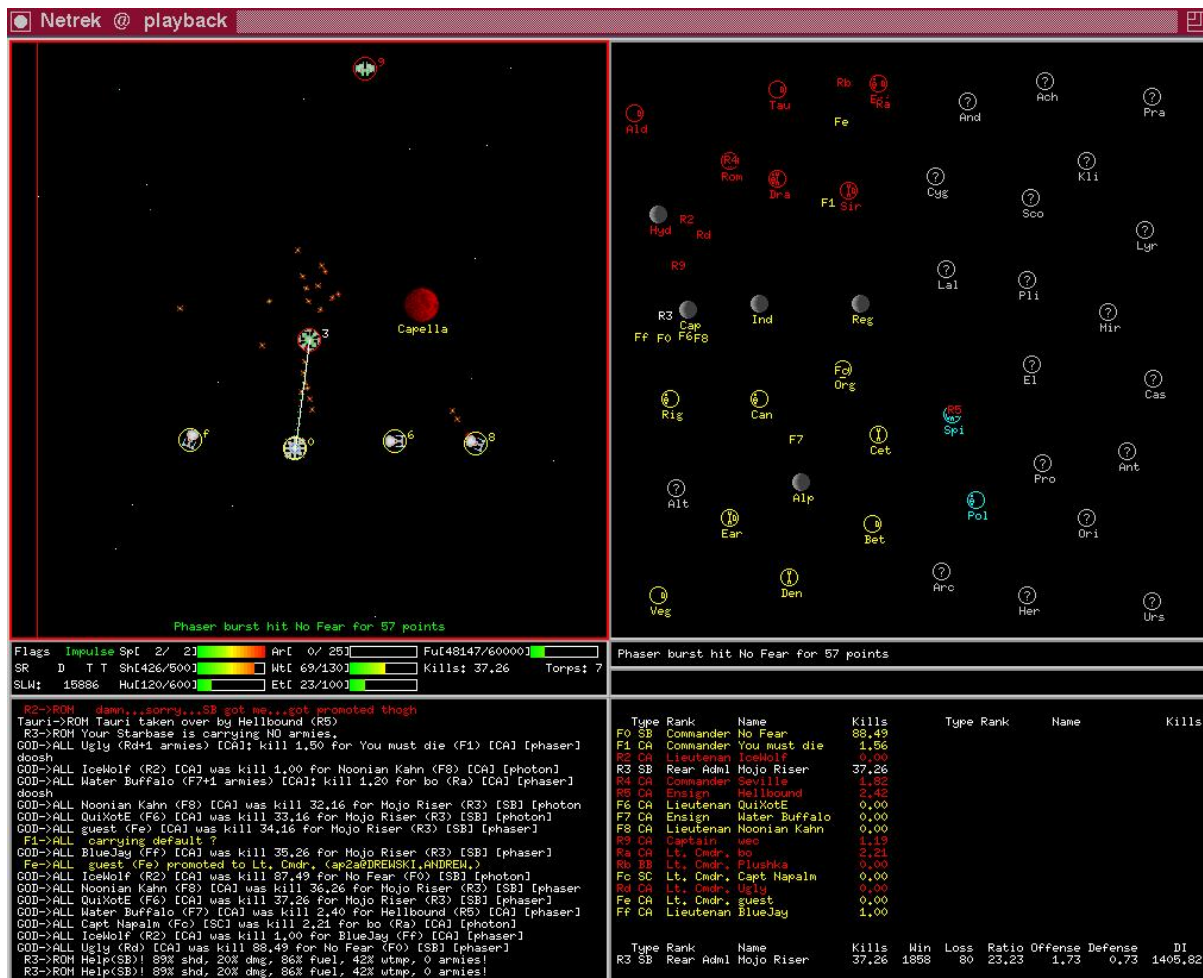 Netrek @ playback
9
3
Capella
f
0
6
8
Phaser burst hit No Fear for 57 points
Rb
Tau
Eri
Ra
Ach
And
Pra
Ald
Fe
R4
Rom
Dra
F1
Sir
Cyg
Kli
Sco
Hyd
R2
Rd
Lyr
R9
Lal
Pli
R3
Cap
Ind
Reg
Mir
Ff F0 F6 F8
Fc
Org
El
Cas
Rig
Can
R5
Spi
F7
Cet
Pro
Ant
Alt
Alp
Pol
Ear
Bet
Ori
Arc
Den
Veg
Her
Urs
Flags Impulse Sp[ 2/ 2] Ar[ 0/ 25] Fu[48147/60000]
SR D T T Sh[426/500] Wt[ 69/130] Kills: 37.26 Torps: 7
SLW: 15886 Hu[120/600] Et[ 23/100]
Phaser burst hit No Fear for 57 points
R2->ROM damn...sorry...SB got me...got promoted thogh
Tauri->ROM Tauri taken over by Hellbound (R5)
R3->ROM Your Starbase is carrying NO armies.
GOD->ALL Ugly (Rd+1 armies) [CA]: kill 1.50 for You must die (F1) [CA] [phaser]
doosh
GOD->ALL IceWolf (R2) [CA] was kill 1.00 for Noonian Kahn (F8) [CA] [photon]
GOD->ALL Water Buffalo (F7+1 armies) [CA]: kill 1.20 for bo (Ra) [CA] [photon]
doosh
GOD->ALL Noonian Kahn (F8) [CA] was kill 32.16 for Mojo Riser (R3) [SB] [photon
GOD->ALL QuiXotE (F6) [CA] was kill 33.16 for Mojo Riser (R3) [SB] [photon]
GOD->ALL guest (Fe) [CA] was kill 34.16 for Mojo Riser (R3) [SB] [phaser]
F1->ALL carrying default ?
GOD->ALL BlueJay (Ff) [CA] was kill 35.26 for Mojo Riser (R3) [SB] [phaser]
Fe->ALL guest (Fe) promoted to Lt. Cmdr. (ap2a@DREWSKI.ANDREW.)
GOD->ALL IceWolf (R2) [CA] was kill 87.49 for No Fear (F0) [SB] [photon]
GOD->ALL Noonian Kahn (F8) [CA] was kill 36.26 for Mojo Riser (R3) [SB] [phaser
GOD->ALL QuiXotE (F6) [CA] was kill 37.26 for Mojo Riser (R3) [SB] [phaser]
GOD->ALL Water Buffalo (F7) [CA] was kill 2.40 for Hellbound (R5) [CA] [phaser]
GOD->ALL Capt Napalm (Fc) [SC] was kill 2.21 for bo (Ra) [CA] [photon]
GOD->ALL IceWolf (R2) [CA] was kill 1.00 for BlueJay (Ff) [CA] [phaser]
GOD->ALL Ugly (Rd) [CA] was kill 88.49 for No Fear (F0) [SB] [phaser]
R3->ROM Help(SB)! 89% shd, 20% dmg, 86% fuel, 42% wtmp, 0 armies!
R3->ROM Help(SB)! 89% shd, 20% dmg, 86% fuel, 42% wtmp, 0 armies!
Type Rank Name Kills Type Rank Name Kills
F0 SB Commander No Fear 88.49
F1 CA Commander You must die 1.56
R2 CA Lieutenan IceWolf 0.00
R3 SB Rear Adml Mojo Riser 37.26
R4 CA Commander Seville 1.82
R5 CA Ensign Hellbound 2.42
F6 CA Lieutenan QuiXotE 0.00
F7 CA Ensign Water Buffalo 0.00
F8 CA Lieutenan Noonian Kahn 0.00
R9 CA Captain wec 1.19
Ra CA Lt. Cmdr. bo 2.21
Rb BB Lt. Cmdr. Plushka 0.00
Fc SC Lt. Cmdr. Capt Napalm 0.00
Rd CA Lt. Cmdr. Ugly 0.00
Fe CA Lt. Cmdr. guest 0.00
Ff CA Lieutenan BlueJay 1.00
Type Rank Name Kills Win Loss Ratio Offense Defense DI
R3 SB Rear Adml Mojo Riser 37.26 1858 80 23.23 1.73 0.73 1405.82